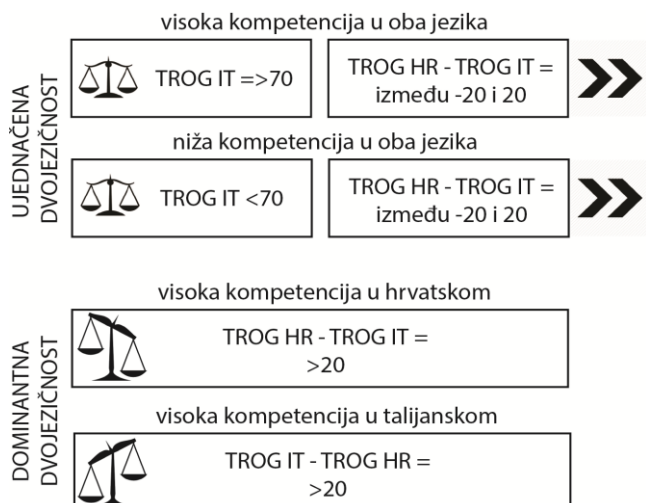 visoka kompetencija u oba jezika
UJEDNAČENA
DVOJEZIČNOST
TROG IT =>70
TROG HR - TROG IT =
između -20 i 20
niža kompetencija u oba jezika
TROG IT <70
TROG HR - TROG IT =
između -20 i 20
DOMINANTNA
DVOJEZIČNOST
visoka kompetencija u hrvatskom
TROG HR - TROG IT =
>20
visoka kompetencija u talijanskom
TROG IT - TROG HR =
>20